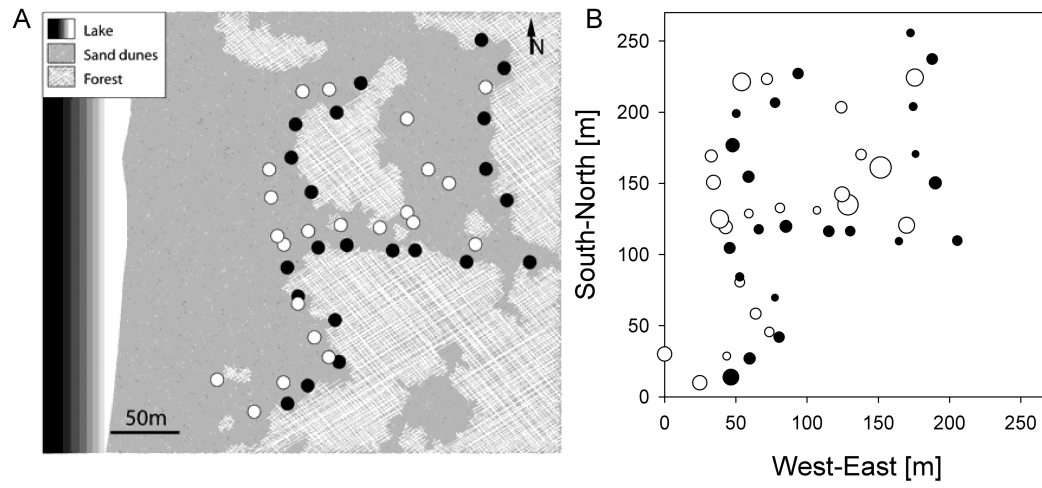 A
Lake
Sand dunes
Forest
N
50m
B
South-North [m]
250
200
150
100
50
0
0 50 100 150 200 250
West-East [m]